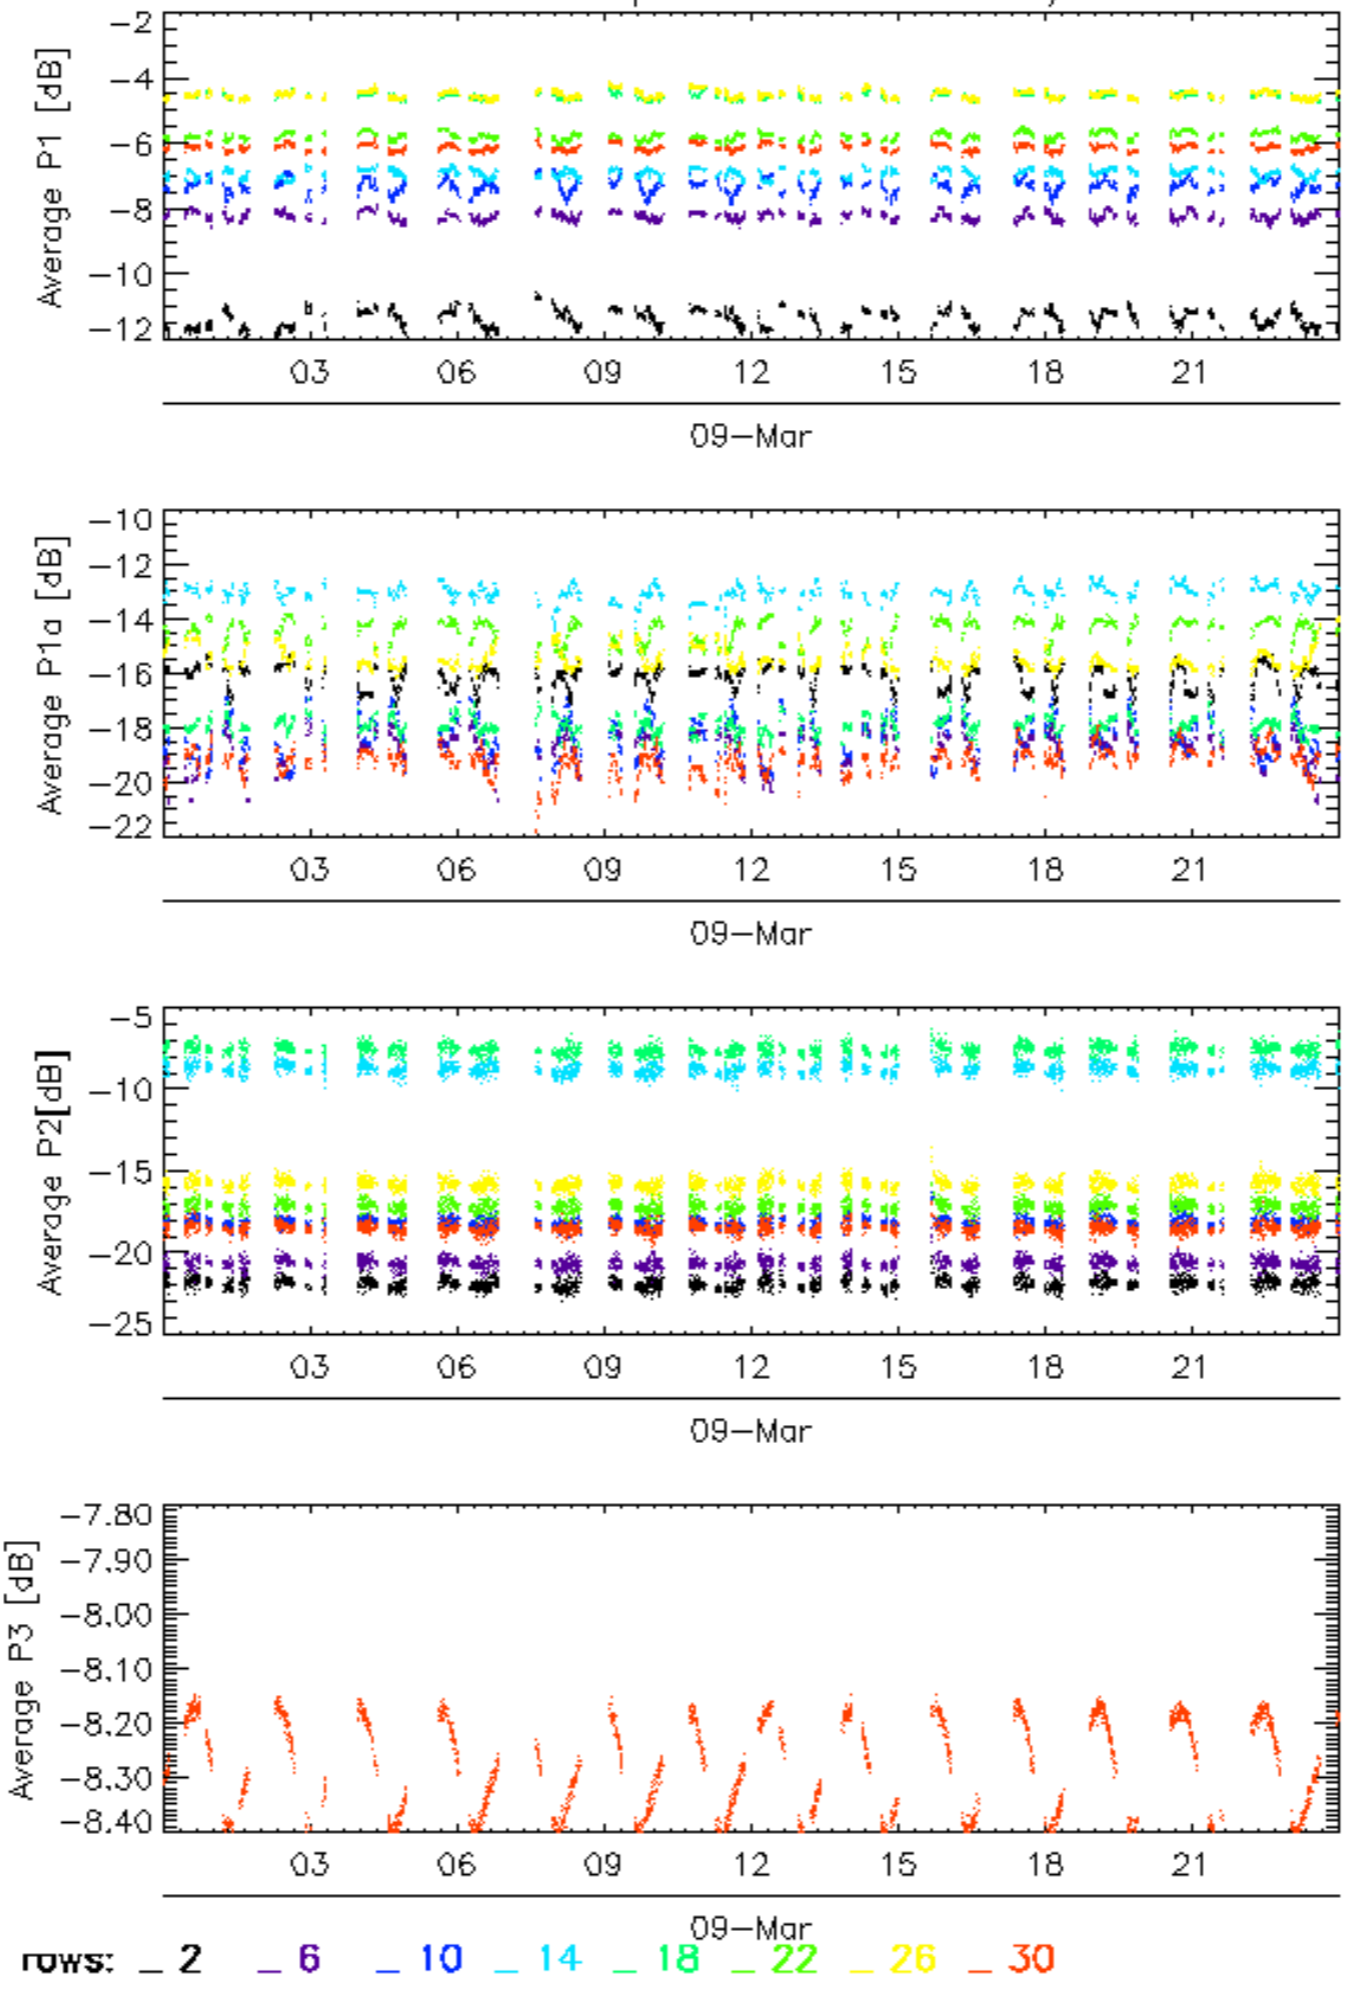 Average P1 [dB]
−2
−4
−6
−8
−10
−12
03 06 09 12 15 18 21
09−Mar
Average P1a [dB]
−10
−12
−14
−16
−18
−20
−22
03 06 09 12 15 18 21
09−Mar
Average P2[dB]
−5
−10
−15
−20
−25
03 06 09 12 15 18 21
09−Mar
Average P3 [dB]
−7.80
−7.90
−8.00
−8.10
−8.20
−8.30
−8.40
03 06 09 12 15 18 21
09−Mar
rows: _ 2 _ 6 _ 10 _ 14 _ 18 _ 22 _ 26 _ 30